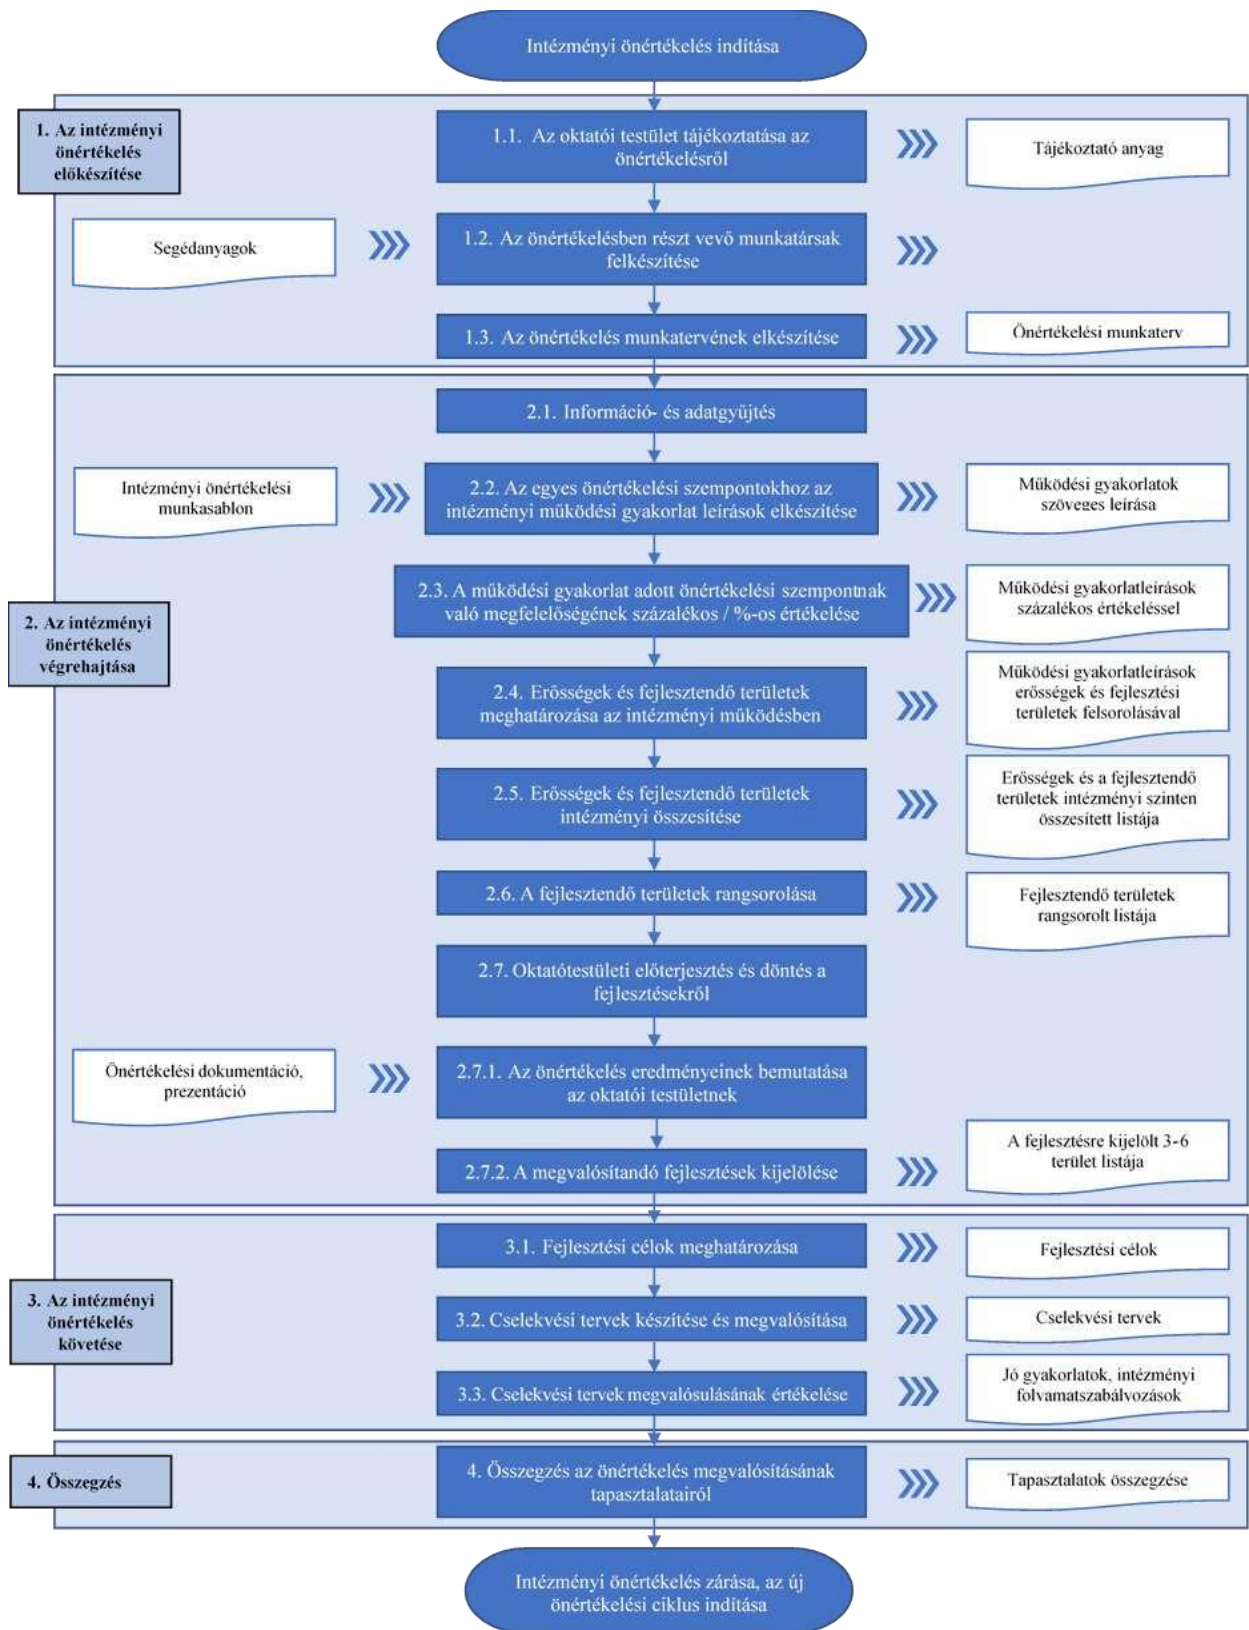 Intézményi önértékelés indítása
1. Az intézményi
önértékelés
előkészítése
1.1. Az oktatói testület tájékoztatása az
önértékelésről
Tájékoztató anyag
Segédanyagok
1.2. Az önértékelésben részt vevő munkatársak
felkészítése
1.3. Az önértékelés munkatervének elkészítése
Önértékelési munkaterv
2. Az intézményi
önértékelés
végrehajtása
2.1. Információ- és adatgyűjtés
Intézményi önértékelési
munkasablon
2.2. Az egyes önértékelési szempontokhoz az
intézményi működési gyakorlat leírások elkészítése
Működési gyakorlatok
szöveges leírása
2.3. A működési gyakorlat adott önértékelési szempontnak
való megfelelőségének százalékos / %-os értékelése
Működési gyakorlatleírások
százalékos értékeléssel
2.4. Erősségek és fejlesztendő területek
meghatározása az intézményi működésben
Működési gyakorlatleírások
erősségek és fejlesztési
területek felsorolásával
2.5. Erősségek és fejlesztendő területek
intézményi összesítése
Erősségek és a fejlesztendő
területek intézményi szinten
összesített listája
2.6. A fejlesztendő területek rangsorolása
Fejlesztendő területek
rangsorolt listája
2.7. Oktatótestületi előterjesztés és döntés a
fejlesztésekről
Önértékelési dokumentáció,
prezentáció
2.7.1. Az önértékelés eredményeinek bemutatása
az oktatói testületnek
2.7.2. A megvalósítandó fejlesztések kijelölése
A fejlesztésre kijelölt 3-6
terület listája
3. Az intézményi
önértékelés
követése
3.1. Fejlesztési célok meghatározása
Fejlesztési célok
3.2. Cselekvési tervek készítése és megvalósítása
Cselekvési tervek
3.3. Cselekvési tervek megvalósulásának értékelése
Jó gyakorlatok, intézményi
folyamatszabályozások
4. Összegzés
4. Összegzés az önértékelés megvalósításának
tapasztalatairól
Tapasztalatok összegzése
Intézményi önértékelés zárása, az új
önértékelési ciklus indítása